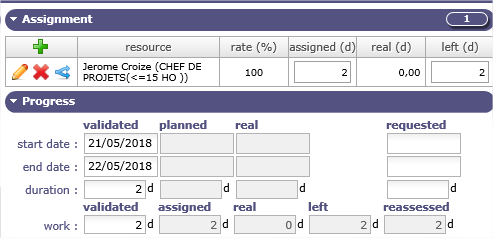 Assignment 1
resource rate (%) assigned (d) real (d) left (d)
Jerome Croize (CHEF DE
PROJETS(<=15 HO )) 100 2 0,00 2
Progress
validated planned real requested
start date : 21/05/2018
end date : 22/05/2018
duration : 2 d d d d
validated assigned real left reassessed
work : 2 d 2 d 0 d 2 d 2 d